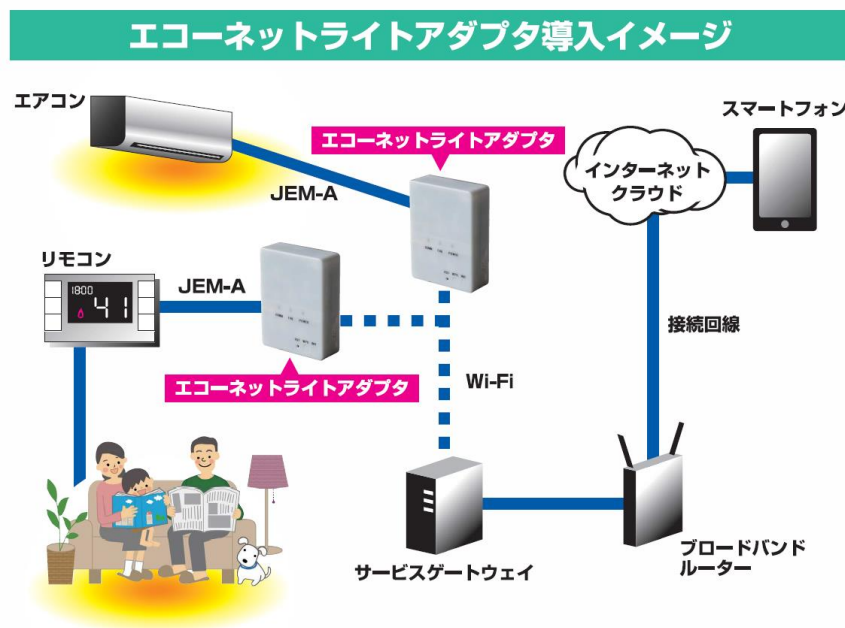 エコーネットライトアダプタ導入イメージ
エアコン
エコーネットライトアダプタ
スマートフォン
インターネット
クラウド
JEM-A
リモコン
JEM-A
1800
41
接続回線
エコーネットライトアダプタ
Wi-Fi
サービスゲートウェイ
ブロードバンド
ルーター